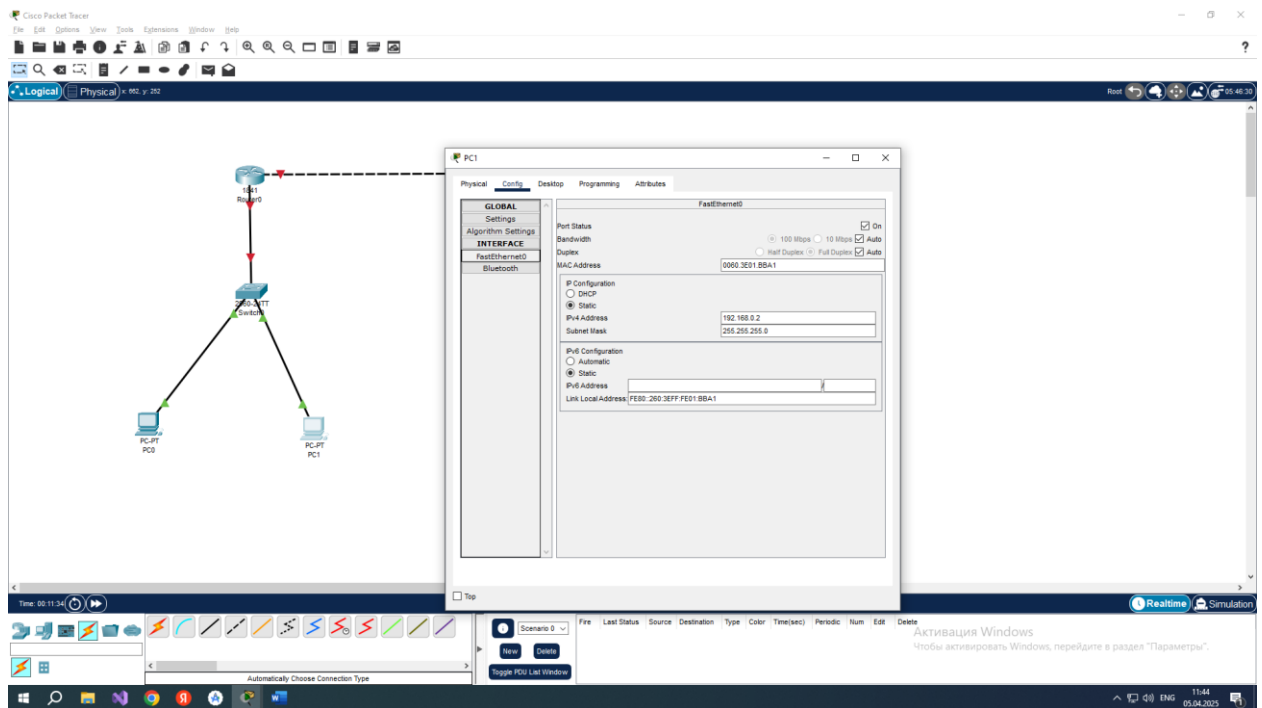 Cisco Packet Tracer
File Edit Options View Tools Extensions Window Help
?
Logical Physical x: 662, y: 252 Root 05:46:30
1841
Router0
2960-24TT
Switch0
PC-PT
PC0
PC-PT
PC1
PC1
Physical Config Desktop Programming Attributes
GLOBAL
Settings
Algorithm Settings
INTERFACE
FastEthernet0
Bluetooth
FastEthernet0
Port Status On
Bandwidth 100 Mbps 10 Mbps Auto
Duplex Half Duplex Full Duplex Auto
MAC Address 0060.3E01.BBA1
IP Configuration
DHCP
Static
IPv4 Address 192.168.0.2
Subnet Mask 255.255.255.0
IPv6 Configuration
Automatic
Static
IPv6 Address /
Link Local Address: FE80::260:3EFF:FE01:BBA1
Top
Time: 00:11:34 Realtime Simulation
Scenario 0
New Delete
Toggle PDU List Window
Fire Last Status Source Destination Type Color Time(sec) Periodic Num Edit Delete
Automatically Choose Connection Type
Активация Windows
Чтобы активировать Windows, перейдите в раздел "Параметры".
ENG 11:44
05.04.2025